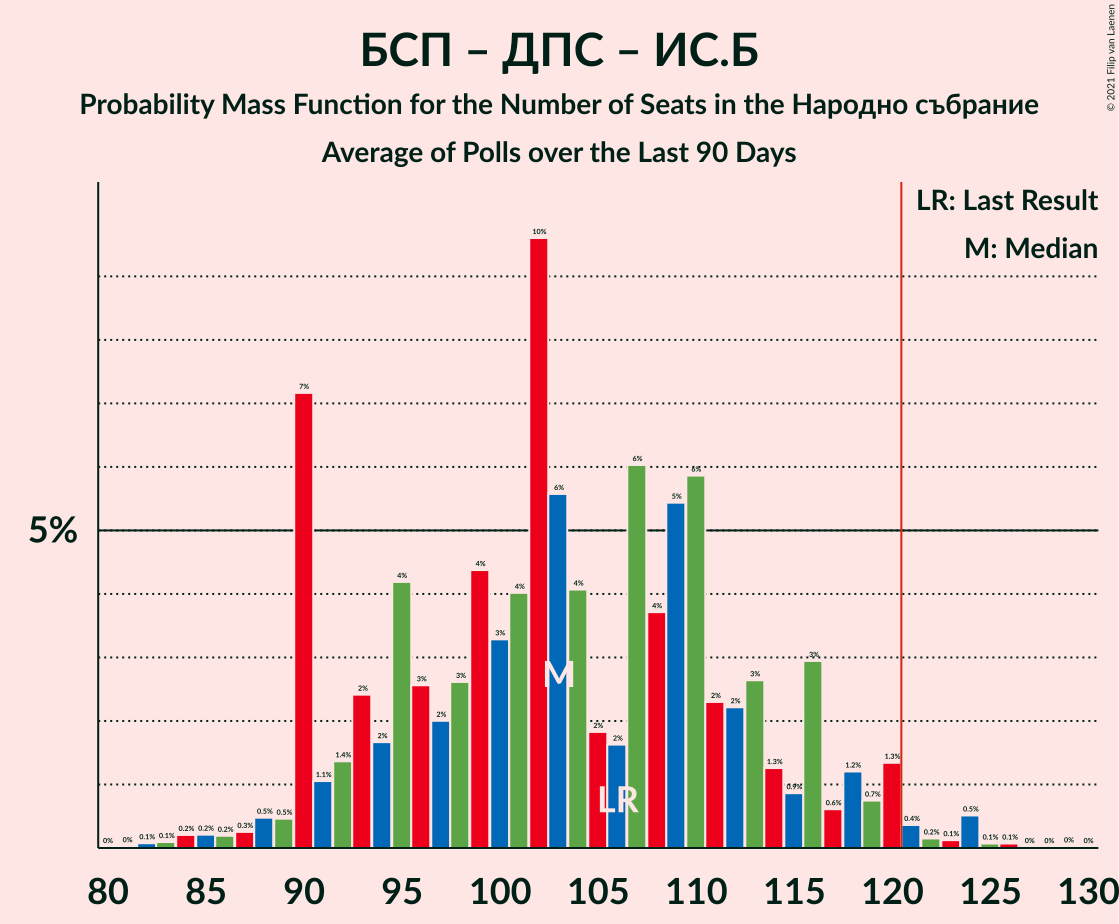 БСП – ДПС – ИС.Б
Probability Mass Function for the Number of Seats in the Народно събрание
Average of Polls over the Last 90 Days
© 2021 Filip van Laenen
LR: Last Result
M: Median
5%
0% 0% 0.1% 0.1% 0.2% 0.2% 0.2% 0.3% 0.5% 0.5% 7% 1.1% 1.4% 2% 2% 4% 3% 2% 3% 4% 3% 4% 10% 6% 4% 2% 2% 6% 4% 5% 6% 2% 2% 3% 1.3% 0.9% 3% 0.6% 1.2% 0.7% 1.3% 0.4% 0.2% 0.1% 0.5% 0.1% 0.1% 0% 0% 0% 0%
M
LR
80 85 90 95 100 105 110 115 120 125 130